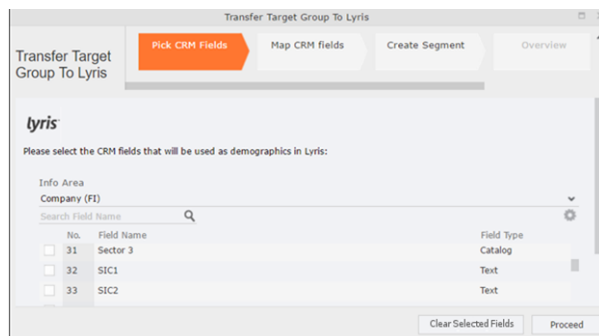 Transfer Target Group To Lyris
Transfer Target
Group To Lyris
Pick CRM Fields
Map CRM fields
Create Segment
Overview
lyris
Please select the CRM fields that will be used as demographics in Lyris:
Info Area
Company (FI)
Search Field Name
No. Field Name Field Type
31 Sector 3 Catalog
32 SIC1 Text
33 SIC2 Text
Clear Selected Fields Proceed